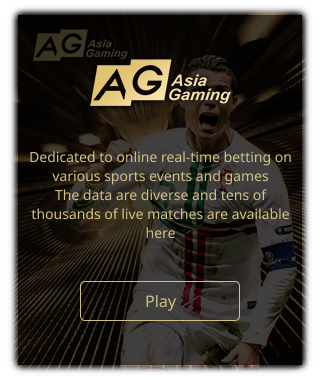 AG Asia
Gaming
AG Asia
Gaming
Dedicated to online real-time betting on
various sports events and games
The data are diverse and tens of
thousands of live matches are available
here
Play